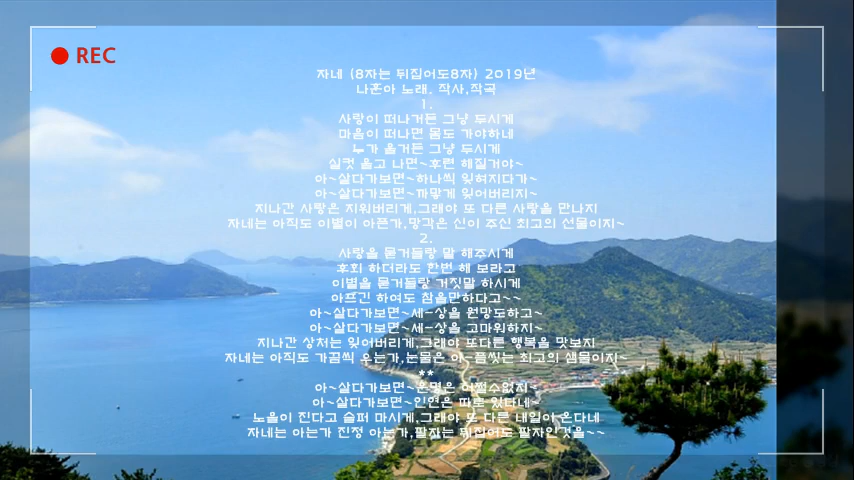 REC
자네 (8자는 뒤집어도8자) 2019년
나훈아 노래. 작사,작곡
1.
사랑이 떠나거든 그냥 두시게
마음이 떠나면 몸도 가야하네
누가 울거든 그냥 두시게
실컷 울고 나면~후련 해질거야~
아~살다가보면~하나씩 잊혀지다가~
아~살다가보면~까맣게 잊어버리지~
지나간 사랑은 지워버리게,그래야 또 다른 사랑을 만나지
자네는 아직도 이별이 아픈가,망각은 신이 주신 최고의 선물이지~
2.
사랑을 묻거들랑 말 해주시게
후회 하더라도 한번 해 보라고
이별을 묻거들랑 거짓말 하시게
아프긴 하여도 참을만하다고~~
아~살다가보면~세-상을 원망도하고~
아~살다가보면~세-상을 고마워하지~
지나간 상처는 잊어버리게,그래야 또다른 행복을 맛보지
자네는 아직도 가끔씩 우는가,눈물은 아-픔씻는 최고의 샘물이지~
**
아~살다가보면~운명은 어쩔수없지~
아~살다가보면~인연은 따로 있다네~
노을이 진다고 슬퍼 마시게,그래야 또 다른 내일이 온다네
자네는 아는가 진정 아는가,팔자는 뒤집어도 팔자인것을~~